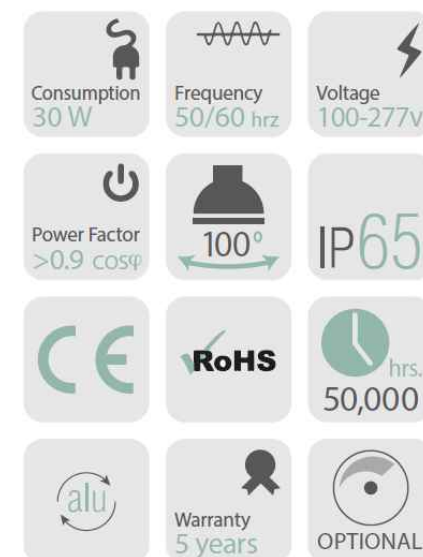 Consumption
30 W
Frequency
50/60 hrz
Voltage
100-277v
Power Factor
>0.9 cosφ
100°
IP65
CE
RoHS
hrs.
50,000
alu
Warranty
5 years
OPTIONAL